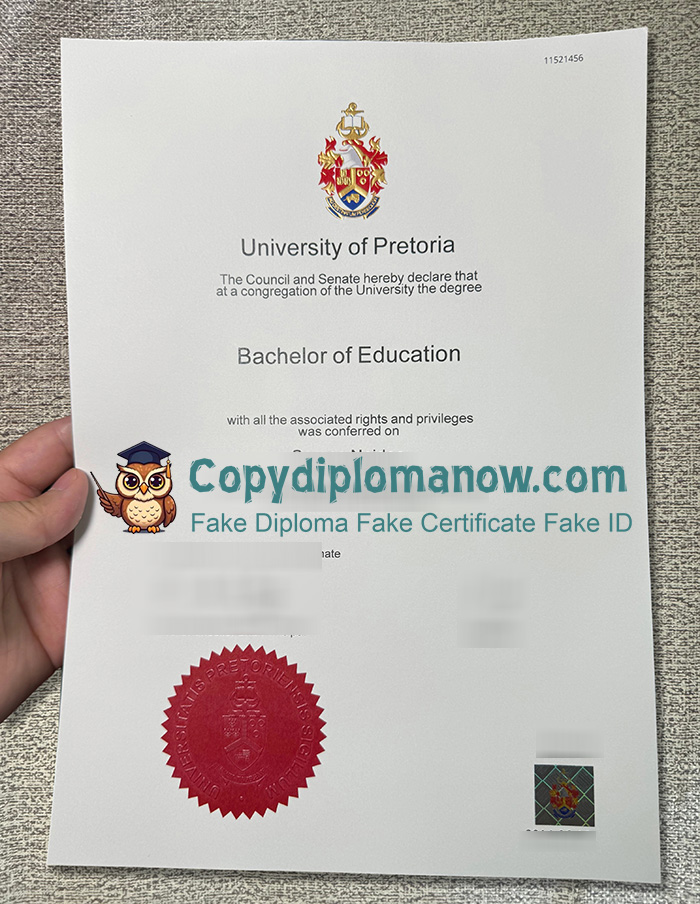 11521456
University of Pretoria
The Council and Senate hereby declare that
at a congregation of the University the degree
Bachelor of Education
with all the associated rights and privileges
was conferred on
Copydiplomanow.com
Fake Diploma Fake Certificate Fake ID
UNIVERSITATIS PRETORIENSIS SIGILLUM